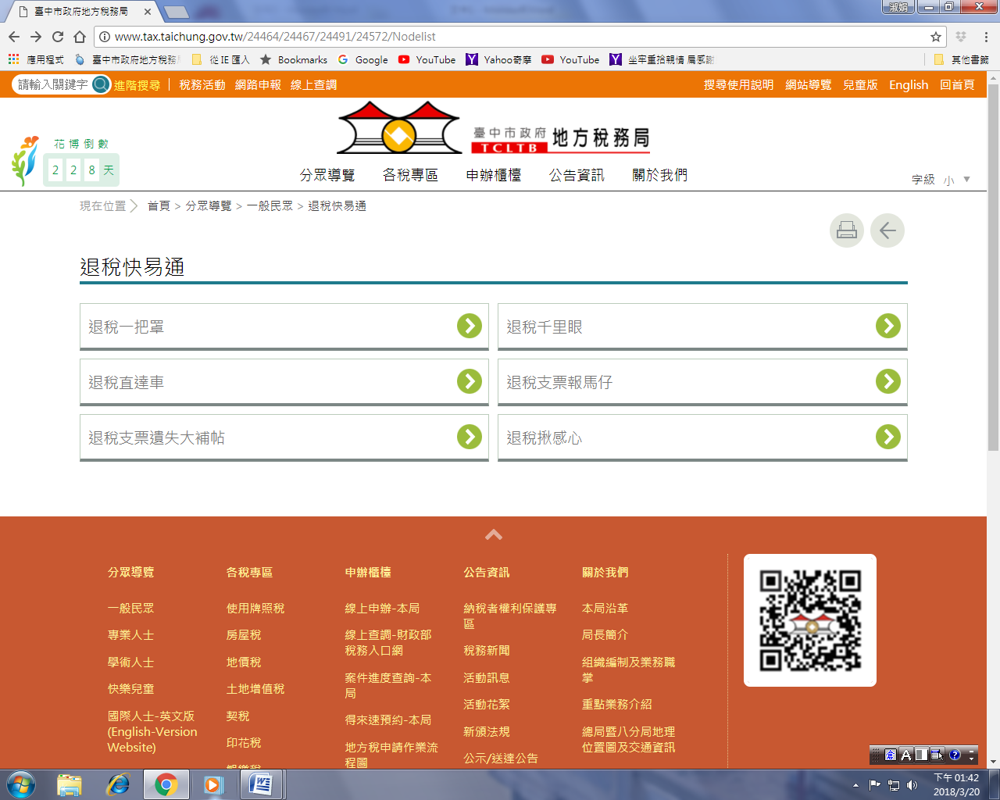 臺中市政府地方稅務局
淑娟
www.tax.taichung.gov.tw/24464/24467/24491/24572/Nodelist
應用程式 臺中市政府地方稅務 從 IE 匯入 Bookmarks Google YouTube Yahoo奇摩 YouTube 坐牢重拾親情 屬感謝 其他書籤
請輸入關鍵字 進階搜尋 稅務活動 網路申報 線上查調 搜尋使用說明 網站導覽 兒童版 English 回首頁
臺中市政府
TCLTB
地方稅務局
花博倒數
2 2 8 天
分眾導覽 各稅專區 申辦櫃檯 公告資訊 關於我們
字級 小 ▼
現在位置 首頁 > 分眾導覽 > 一般民眾 > 退稅快易通
退稅快易通
退稅一把罩 退稅千里眼
退稅直達車 退稅支票報馬仔
退稅支票遺失大補帖 退稅揪感心
分眾導覽
一般民眾
專業人士
學術人士
快樂兒童
國際人士-英文版
(English-Version
Website)
各稅專區
使用牌照稅
房屋稅
地價稅
土地增值稅
契稅
印花稅
娛樂稅
申辦櫃檯
線上申辦-本局
線上查調-財政部
稅務入口網
案件進度查詢-本
局
得來速預約-本局
地方稅申請作業流
程圖
公告資訊
納稅者權利保護專
區
稅務新聞
活動訊息
活動花絮
新頒法規
公示/送達公告
關於我們
本局沿革
局長簡介
組織編制及業務職
掌
重點業務介紹
總局暨八分局地理
位置圖及交通資訊
下午 01:42
2018/3/20